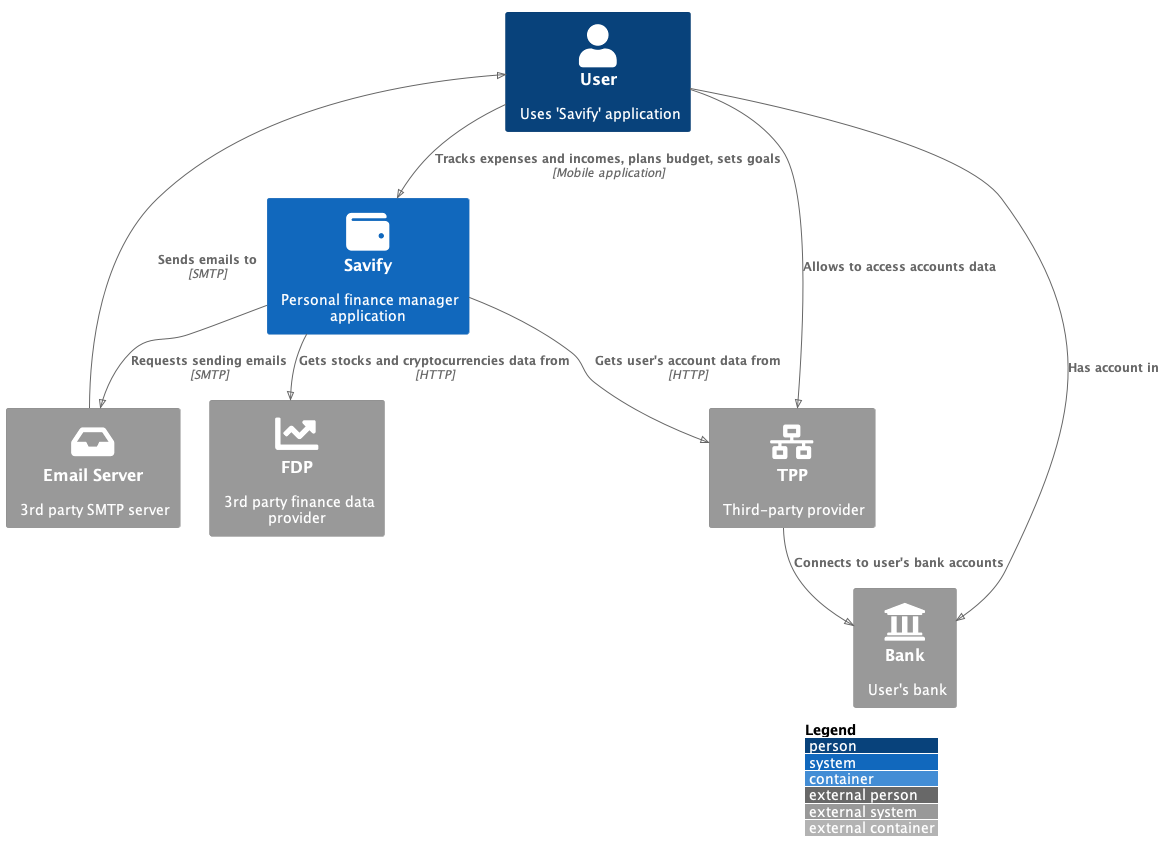 User
Uses 'Savify' application
Tracks expenses and incomes, plans budget, sets goals
[Mobile application]
Savify
Personal finance manager
application
Sends emails to
[SMTP]
Allows to access accounts data
Requests sending emails
[SMTP]
Gets stocks and cryptocurrencies data from
[HTTP]
Gets user's account data from
[HTTP]
Has account in
Email Server
3rd party SMTP server
FDP
3rd party finance data
provider
TPP
Third-party provider
Connects to user's bank accounts
Bank
User's bank
Legend
person
system
container
external person
external system
external container